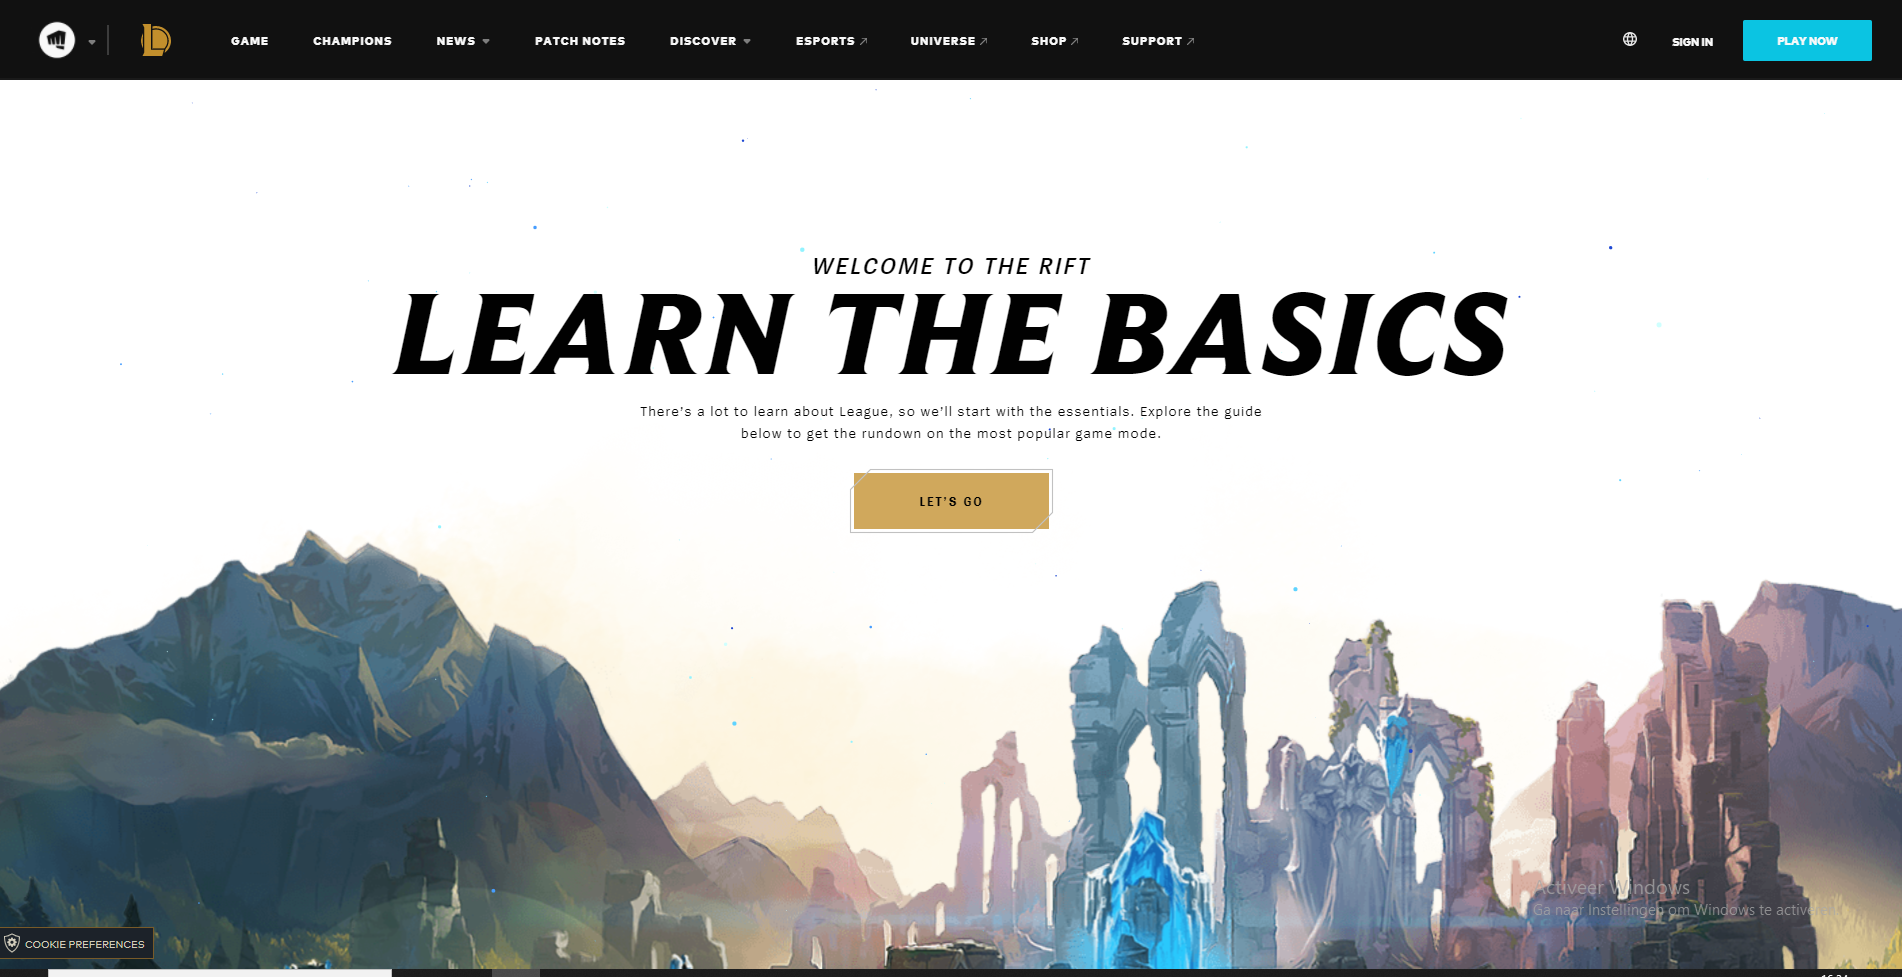 GAME CHAMPIONS NEWS PATCH NOTES DISCOVER ESPORTS UNIVERSE SHOP SUPPORT SIGN IN PLAY NOW
WELCOME TO THE RIFT
LEARN THE BASICS
There's a lot to learn about League, so we'll start with the essentials. Explore the guide
below to get the rundown on the most popular game mode.
LET'S GO
Activeer Windows
Ga naar Instellingen om Windows te
COOKIE PREFERENCES